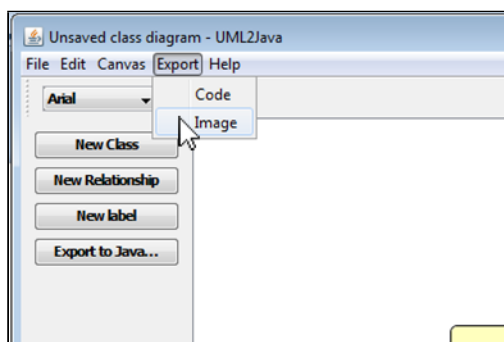 Unsaved class diagram - UML2Java
File Edit Canvas Export Help
Arial
Code
Image
New Class
New Relationship
New label
Export to Java...